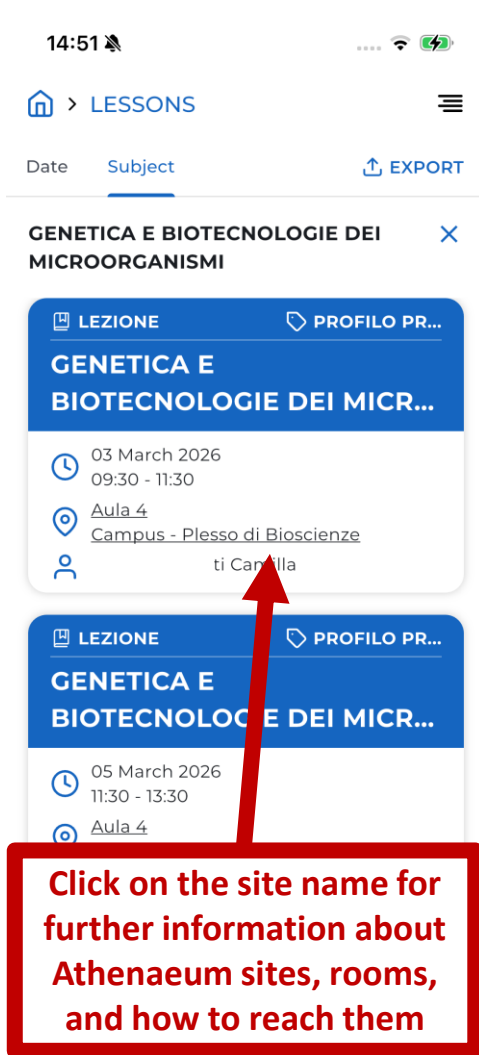 14:51
> LESSONS
Date Subject EXPORT
GENETICA E BIOTECNOLOGIE DEI
MICROORGANISMI
LEZIONE PROFILO PR...
GENETICA E
BIOTECNOLOGIE DEI MICR...
03 March 2026
09:30 - 11:30
Aula 4
Campus - Plesso di Bioscienze
ti Camilla
LEZIONE PROFILO PR...
GENETICA E
BIOTECNOLOGIE DEI MICR...
05 March 2026
11:30 - 13:30
Aula 4
Click on the site name for
further information about
Athenaeum sites, rooms,
and how to reach them